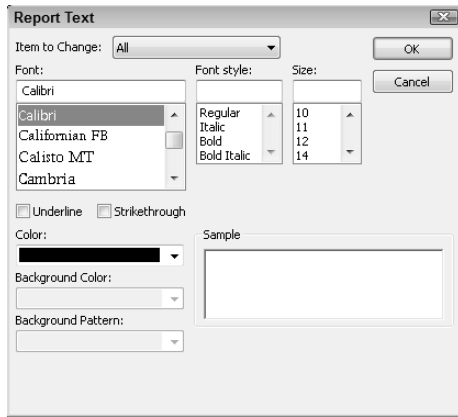 Report Text
Item to Change: All
OK
Font: Font style: Size:
Cancel
Calibri
Calibri Regular 10
Californian FB Italic 11
Calisto MT Bold 12
Cambria Bold Italic 14
Underline Strikethrough
Color: Sample
Background Color:
Background Pattern: